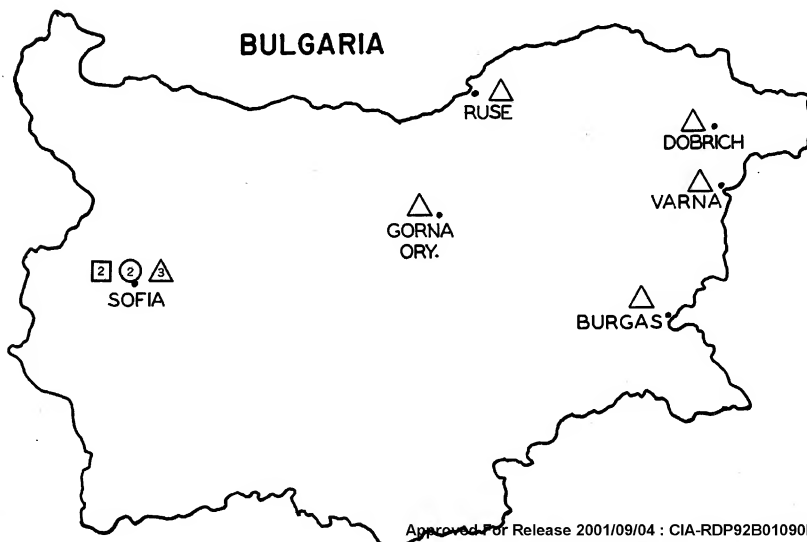 BULGARIA
RUSE
DOBRICH
VARNA
GORNA
ORY.
2 2 3
SOFIA
BURGAS
Approved For Release 2001/09/04 : CIA-RDP92B01090